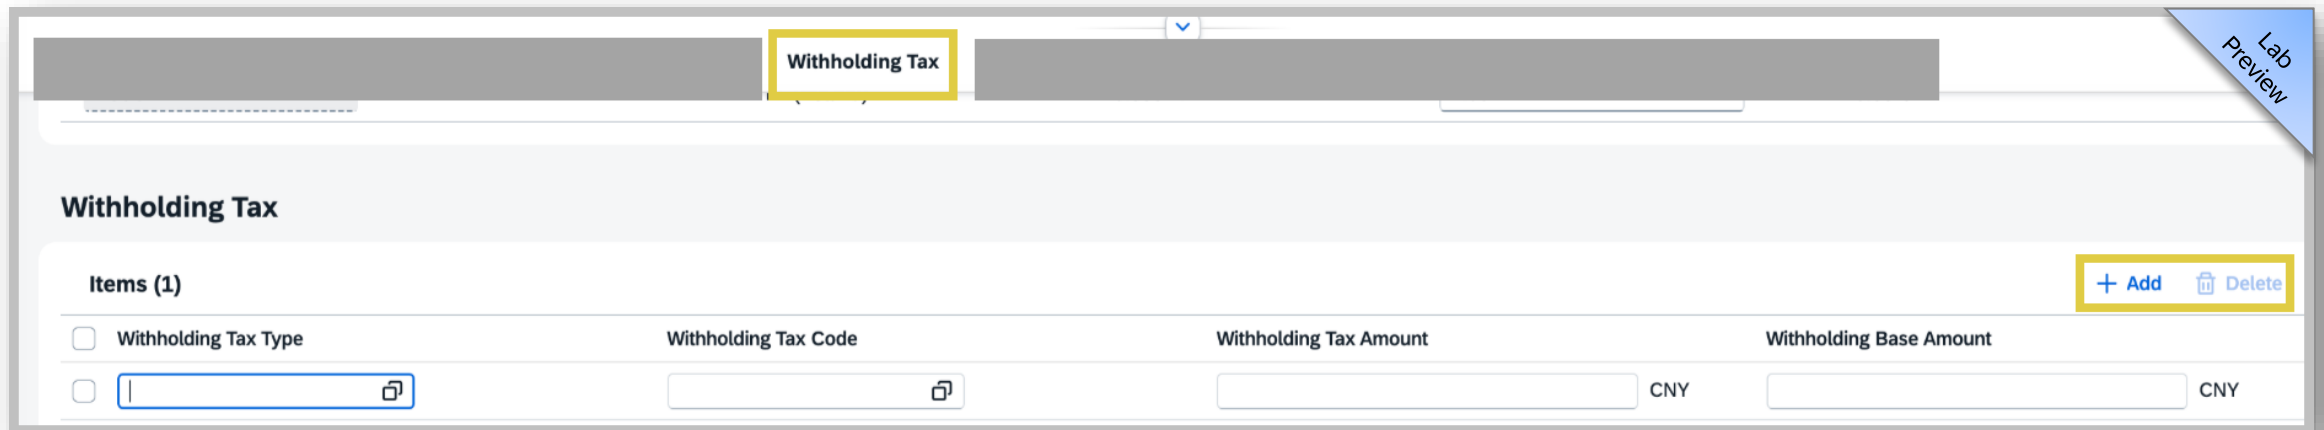 Withholding Tax
Lab
Preview
Withholding Tax
Items (1)
Add Delete
Withholding Tax Type Withholding Tax Code Withholding Tax Amount Withholding Base Amount
CNY CNY